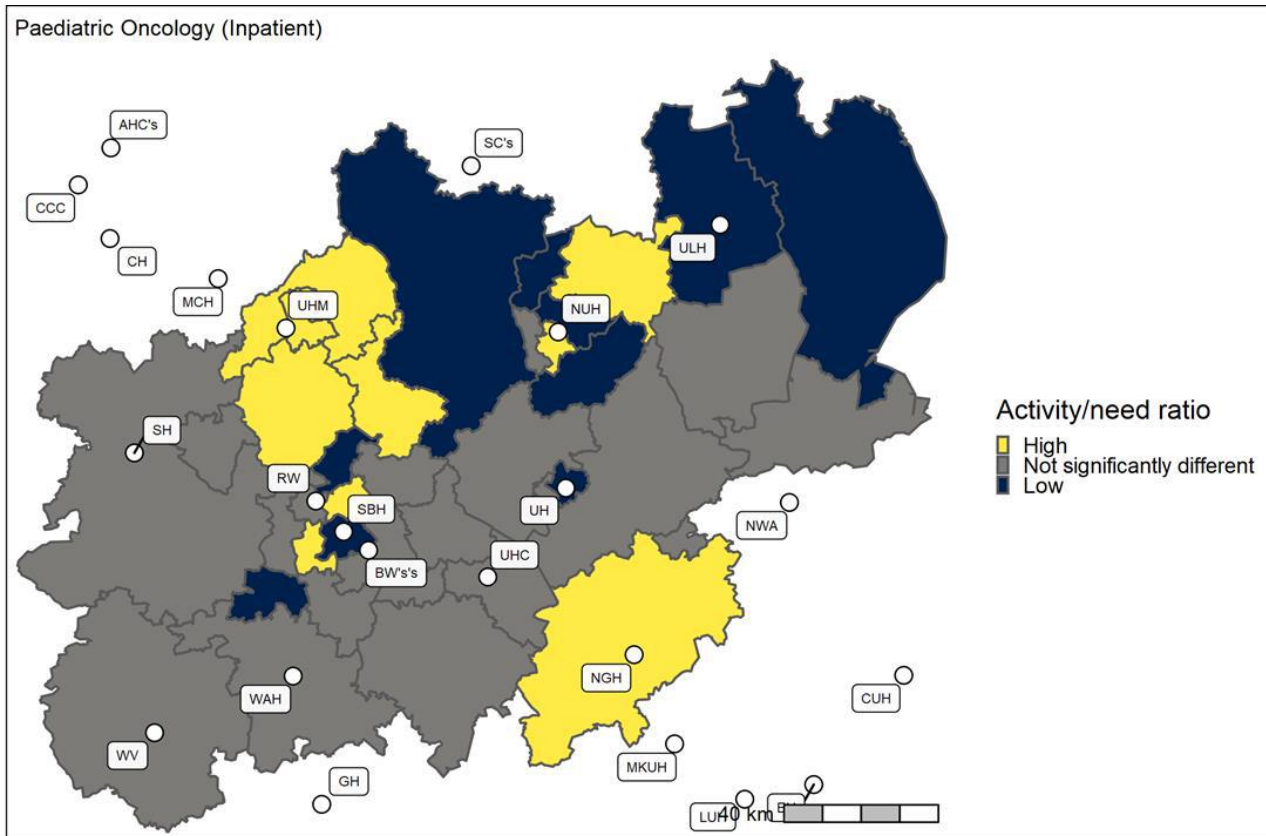 Paediatric Oncology (Inpatient)
AHC's
SC's
CCC
CH
MCH
ULH
UHM
NUH
SH
Activity/need ratio
High
Not significantly different
Low
RW
SBH
UH
NWA
UHC
BW's's
NGH
WAH
CUH
WV
MKUH
GH
40 km